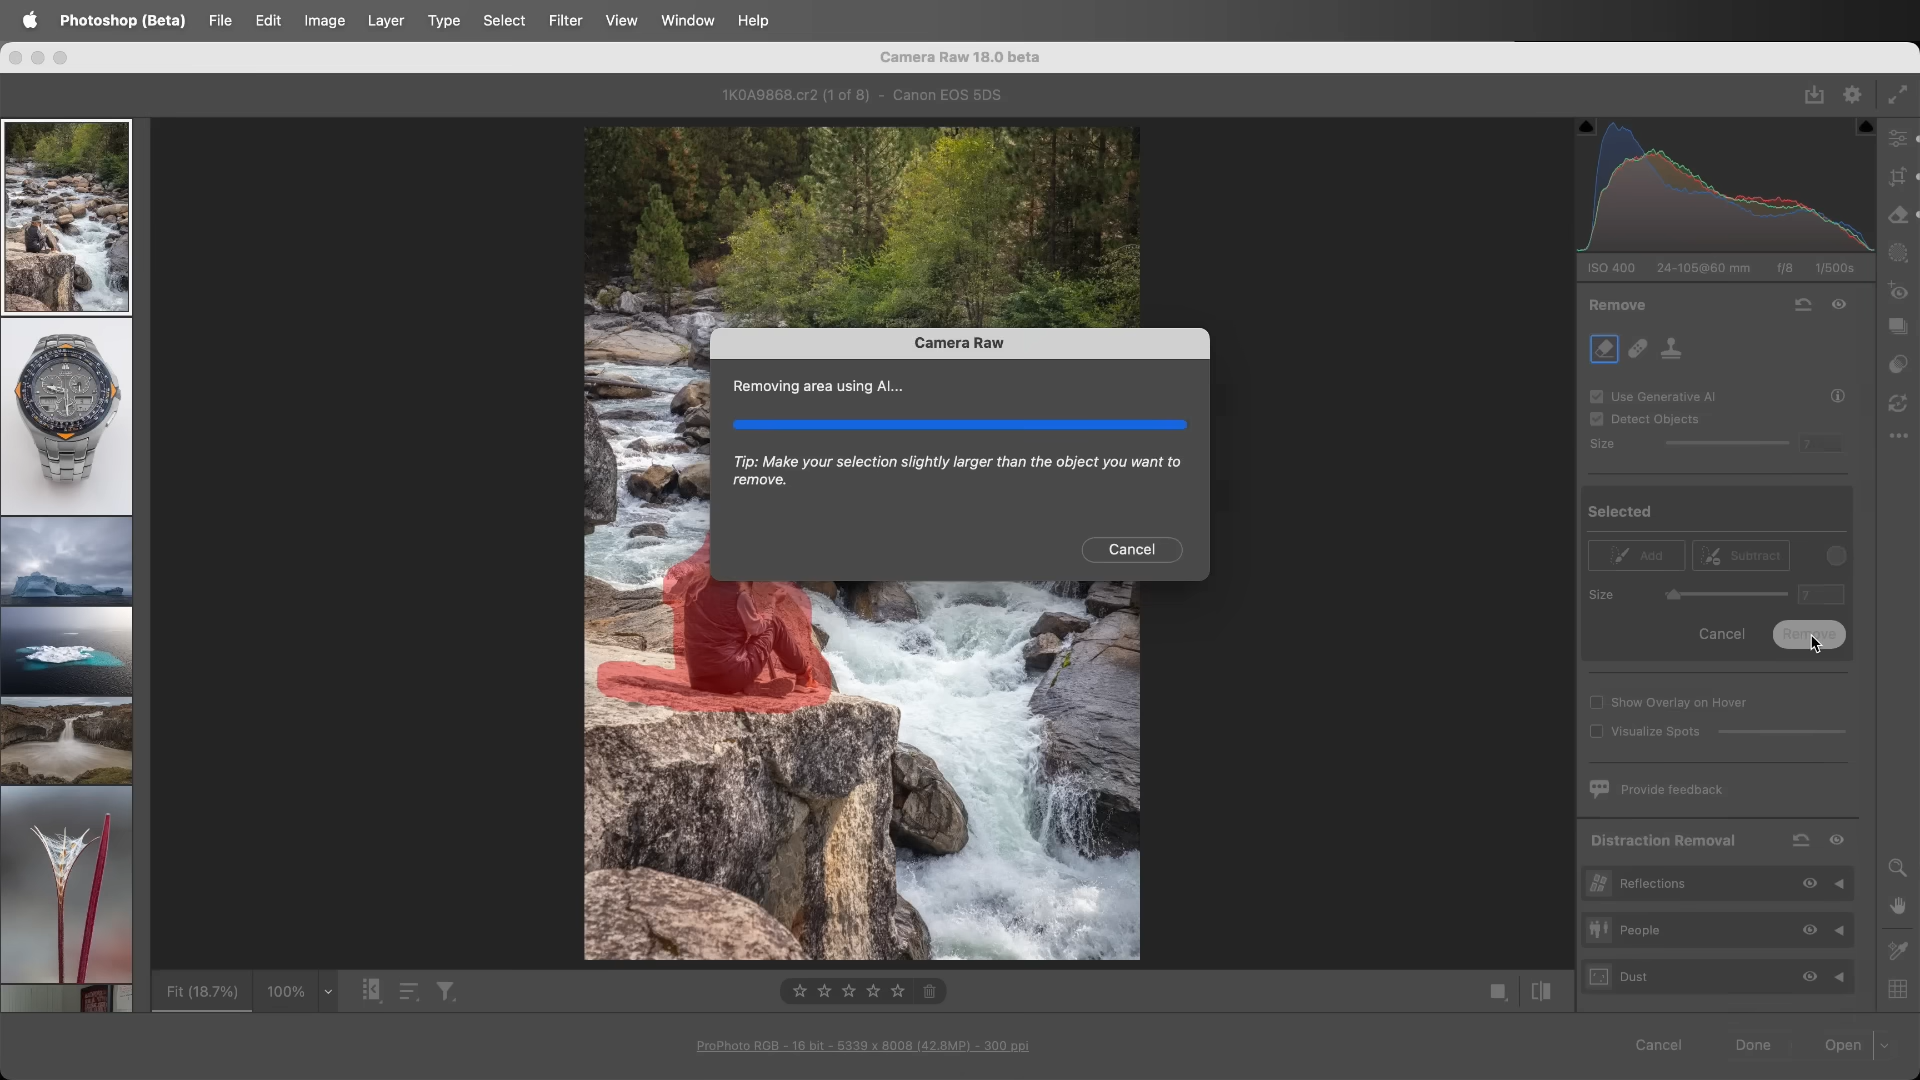 Photoshop (Beta) File Edit Image Layer Type Select Filter View Window Help
Camera Raw 18.0 beta
1K0A9868.cr2 (1 of 8) - Canon EOS 5DS
ISO 400 24-105@60 mm f/8 1/500s
Remove
Use Generative AI
Detect Objects
Size 7
Selected
Add Subtract
Size 7
Cancel Remove
Show Overlay on Hover
Visualize Spots
Provide feedback
Distraction Removal
Reflections
People
Dust
Camera Raw
Removing area using AI...
Tip: Make your selection slightly larger than the object you want to
remove.
Cancel
Fit (18.7%) 100%
ProPhoto RGB - 16 bit - 5339 x 8008 (42.8MP) - 300 ppi
Cancel Done Open